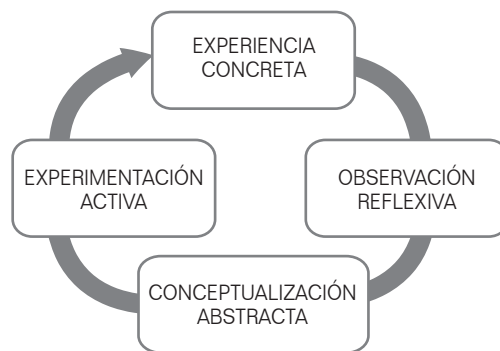 EXPERIENCIA
CONCRETA
EXPERIMENTACIÓN
ACTIVA
OBSERVACIÓN
REFLEXIVA
CONCEPTUALIZACIÓN
ABSTRACTA